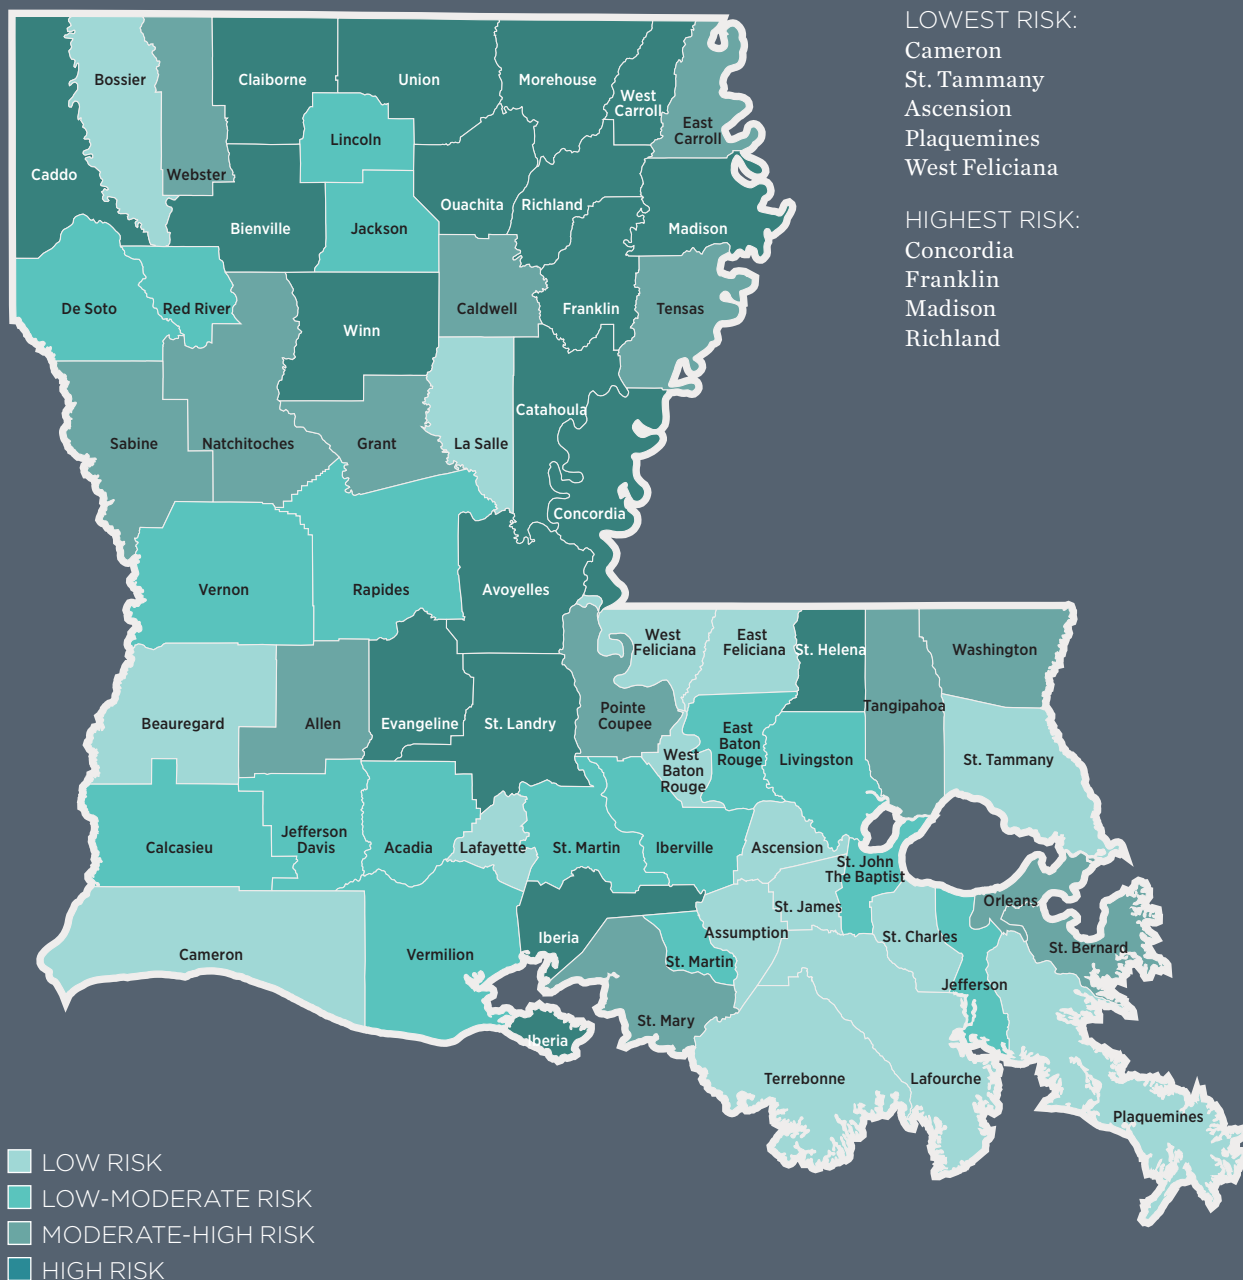 LOWEST RISK:
Cameron
St. Tammany
Ascension
Plaquemines
West Feliciana
HIGHEST RISK:
Concordia
Franklin
Madison
Richland
Bossier
Claiborne
Union
Morehouse
West
Carroll
East
Carroll
Lincoln
Caddo
Webster
Ouachita
Richland
Bienville
Jackson
Madison
De Soto
Red River
Winn
Caldwell
Franklin
Tensas
Catahoula
Sabine
Natchitoches
Grant
La Salle
Concordia
Vernon
Rapides
Avoyelles
West
Feliciana
East
Feliciana
St. Helena
Washington
Tangipahoa
Beauregard
Allen
Evangeline
St. Landry
Pointe
Coupee
East
Baton
Rouge
West
Baton
Rouge
Livingston
St. Tammany
Calcasieu
Jefferson
Davis
Acadia
Lafayette
St. Martin
Iberville
Ascension
St. John
The Baptist
Orleans
St. James
Assumption
St. Charles
St. Bernard
Iberia
Cameron
Vermilion
St. Martin
Jefferson
St. Mary
Iberia
Terrebonne
Lafourche
Plaquemines
LOW RISK
LOW-MODERATE RISK
MODERATE-HIGH RISK
HIGH RISK